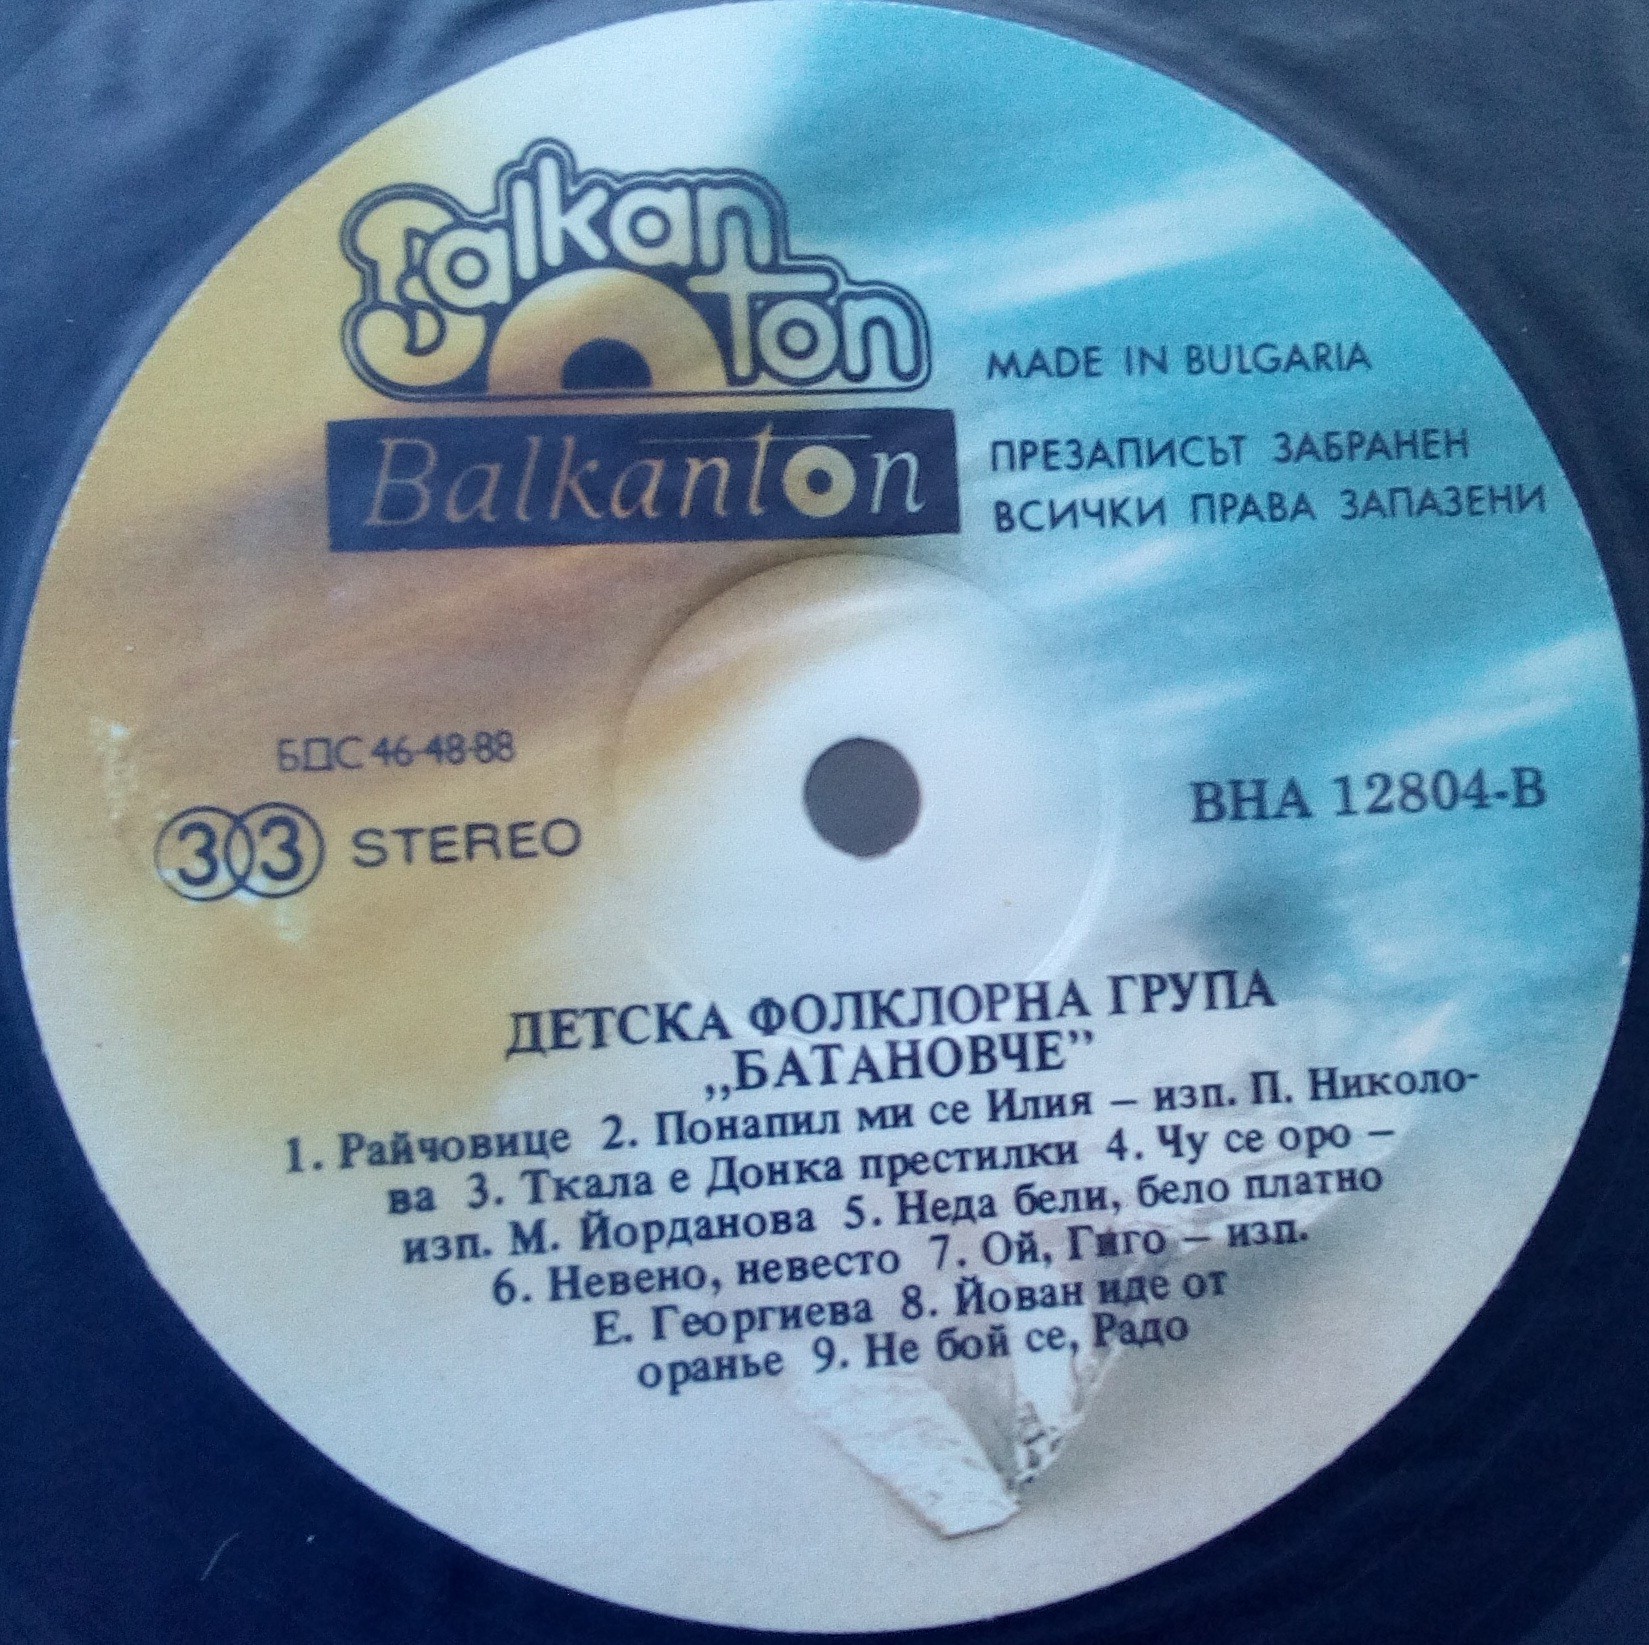 Balkanton
Balkanton
MADE IN BULGARIA
ПРЕЗАПИСЪТ ЗАБРАНЕН
ВСИЧКИ ПРАВА ЗАПАЗЕНИ
БДС 46-48-88
33 STEREO
ВНА 12804-В
ДЕТСКА ФОЛКЛОРНА ГРУПА
„БАТАНОВЧЕ”
1. Райчовице 2. Понапил ми се Илия – изп. П. Николо-
ва 3. Ткала е Донка престилки 4. Чу се оро –
изп. М. Йорданова 5. Неда бели, бело платно
6. Невено, невесто 7. Ой, Гиго – изп.
Е. Георгиева 8. Йован иде от
оранье 9. Не бой се, Радо